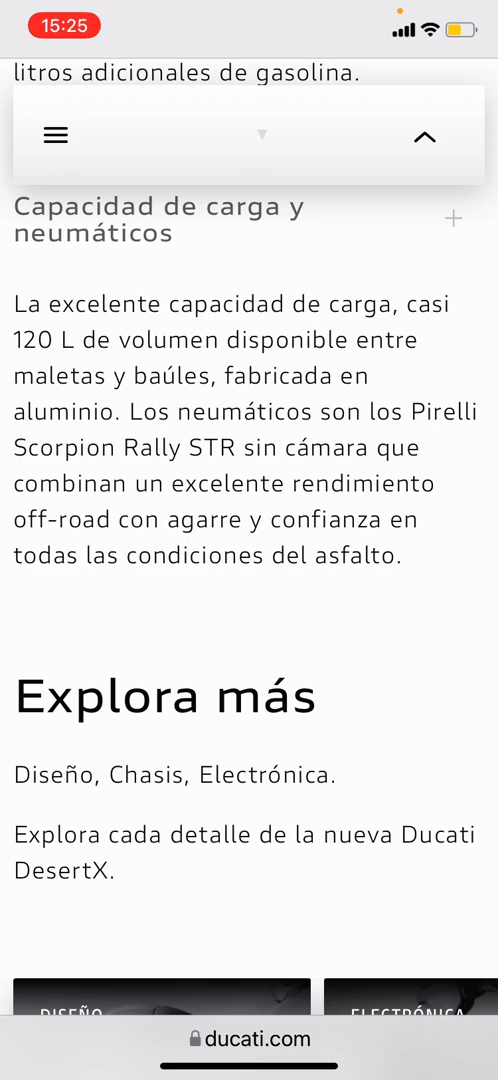 15:25
litros adicionales de gasolina.
Capacidad de carga y
neumáticos
La excelente capacidad de carga, casi
120 L de volumen disponible entre
maletas y baúles, fabricada en
aluminio. Los neumáticos son los Pirelli
Scorpion Rally STR sin cámara que
combinan un excelente rendimiento
off-road con agarre y confianza en
todas las condiciones del asfalto.
Explora más
Diseño, Chasis, Electrónica.
Explora cada detalle de la nueva Ducati
DesertX.
DISEÑO
ELECTRÓNICA
ducati.com